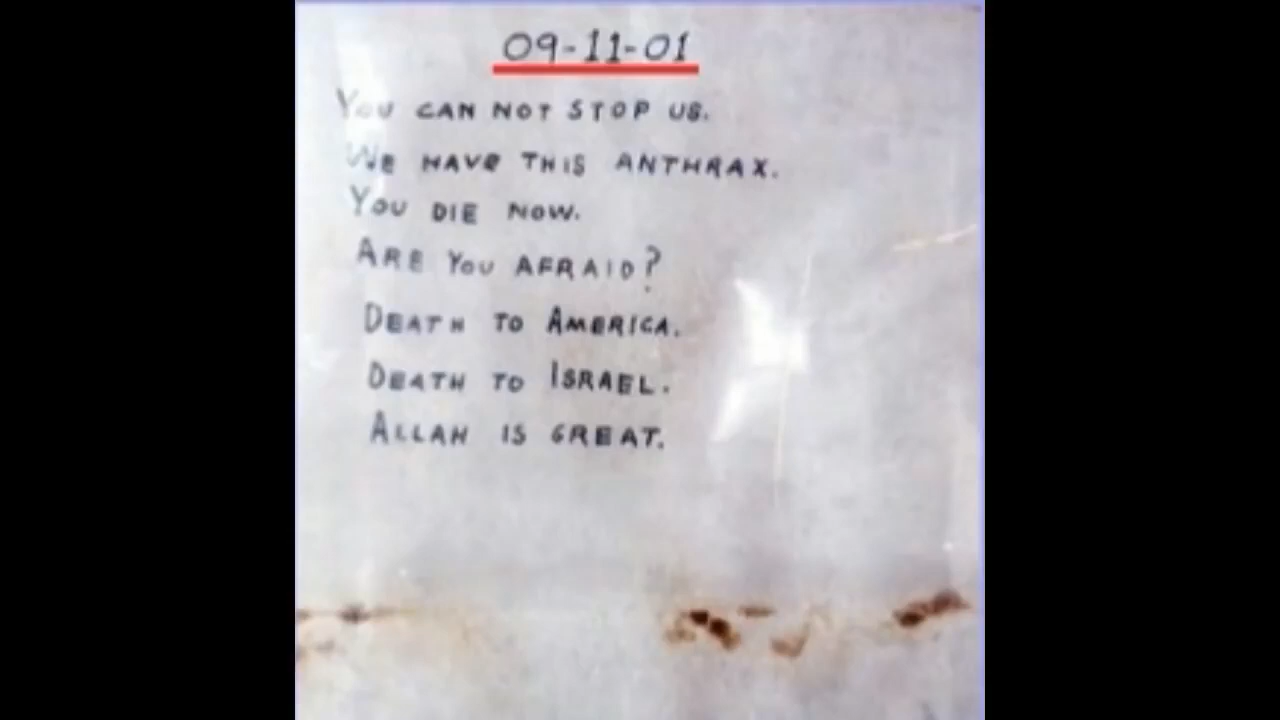 09-11-01
YOU CAN NOT STOP US.
WE HAVE THIS ANTHRAX.
YOU DIE NOW.
ARE YOU AFRAID?
DEATH TO AMERICA.
DEATH TO ISRAEL.
ALLAH IS GREAT.